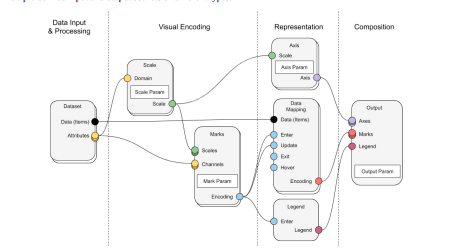 Data Input
& Processing
Visual Encoding
Representation
Composition
Dataset
Data (Items)
Attributes
Scale
Domain
Scale Param
Scale
Marks
Scales
Channels
Mark Param
Encoding
Axis
Scale
Axis Param
Axis
Data
Mapping
Data (Items)
Enter
Update
Exit
Hover
Encoding
Legend
Enter
Legend
Output
Axes
Marks
Legend
Output Param